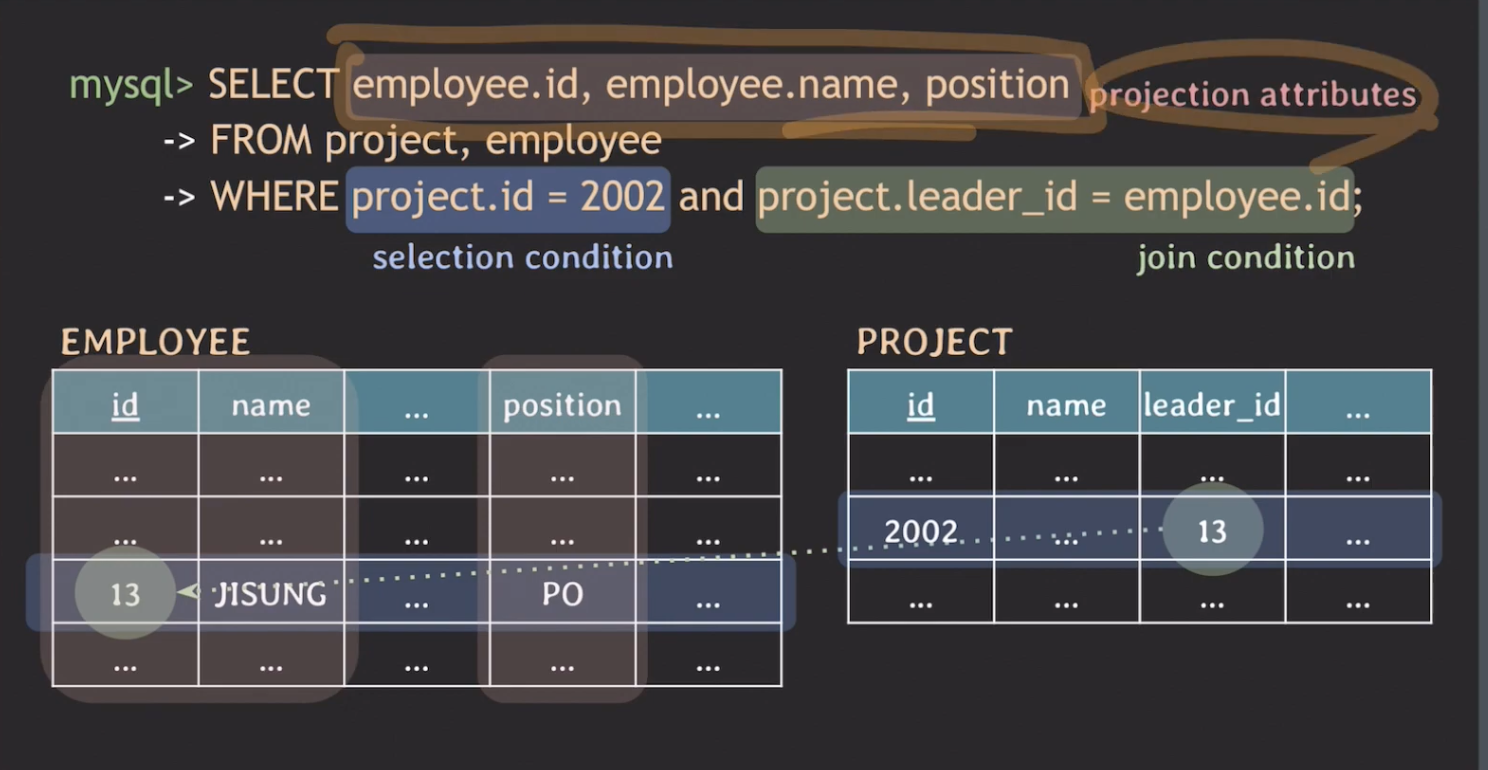 mysql> SELECT employee.id, employee.name, position projection attributes
-> FROM project, employee
-> WHERE project.id = 2002 and project.leader_id = employee.id;
selection condition join condition
EMPLOYEE
id name ... position ...
... ... ... ... ...
... ... ... ... ...
13 JISUNG ... PO ...
... ... ... ... ...
PROJECT
id name leader_id ...
... ... ... ...
2002 ... 13 ...
... ... ... ...